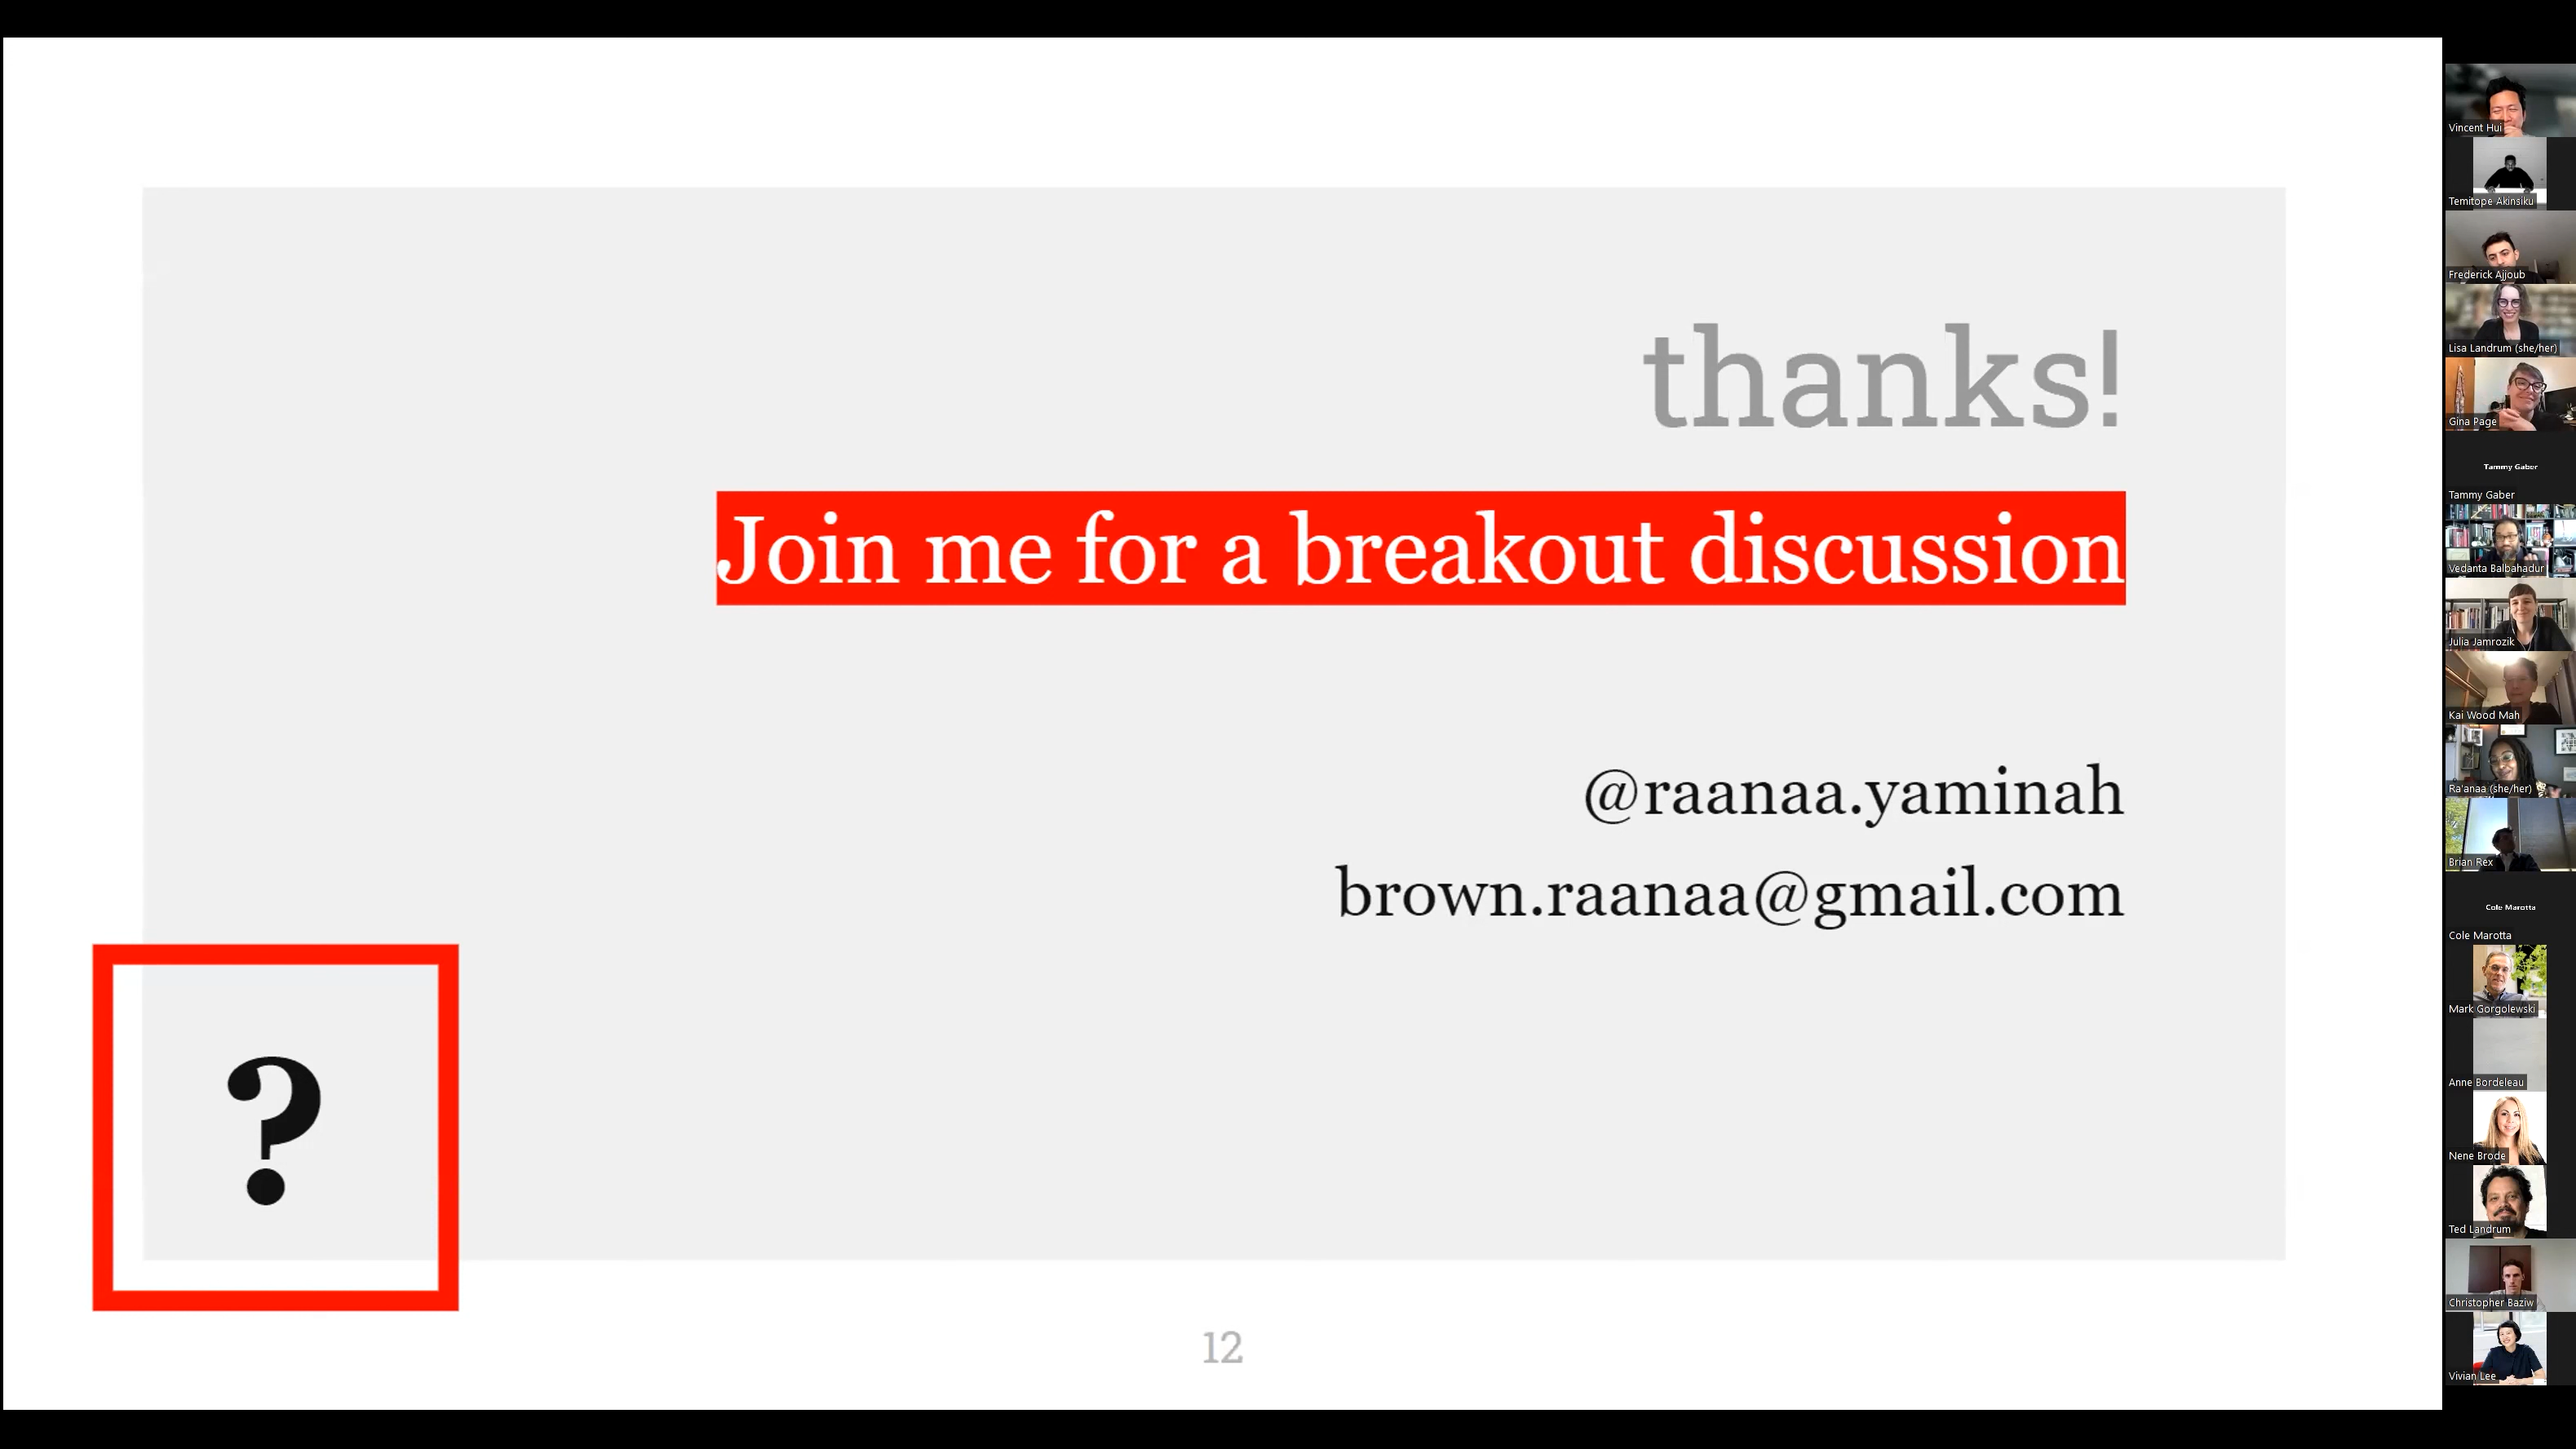 thanks!
Join me for a breakout discussion
@raanaa.yaminah
brown.raanaa@gmail.com
?
12
Vincent Hui
Temitope Akinsiku
Frederick Ajjoub
Lisa Landrum (she/her)
Gina Page
Tammy Gaber
Tammy Gaber
Vedanta Balbahadur
Julia Jamrozik
Kai Wood Mah
Ra'anaa (she/her)
Brian Rex
Cole Marotta
Cole Marotta
Mark Gorgolewski
Anne Bordeleau
Nene Brode
Ted Landrum
Christopher Baziw
Vivian Lee